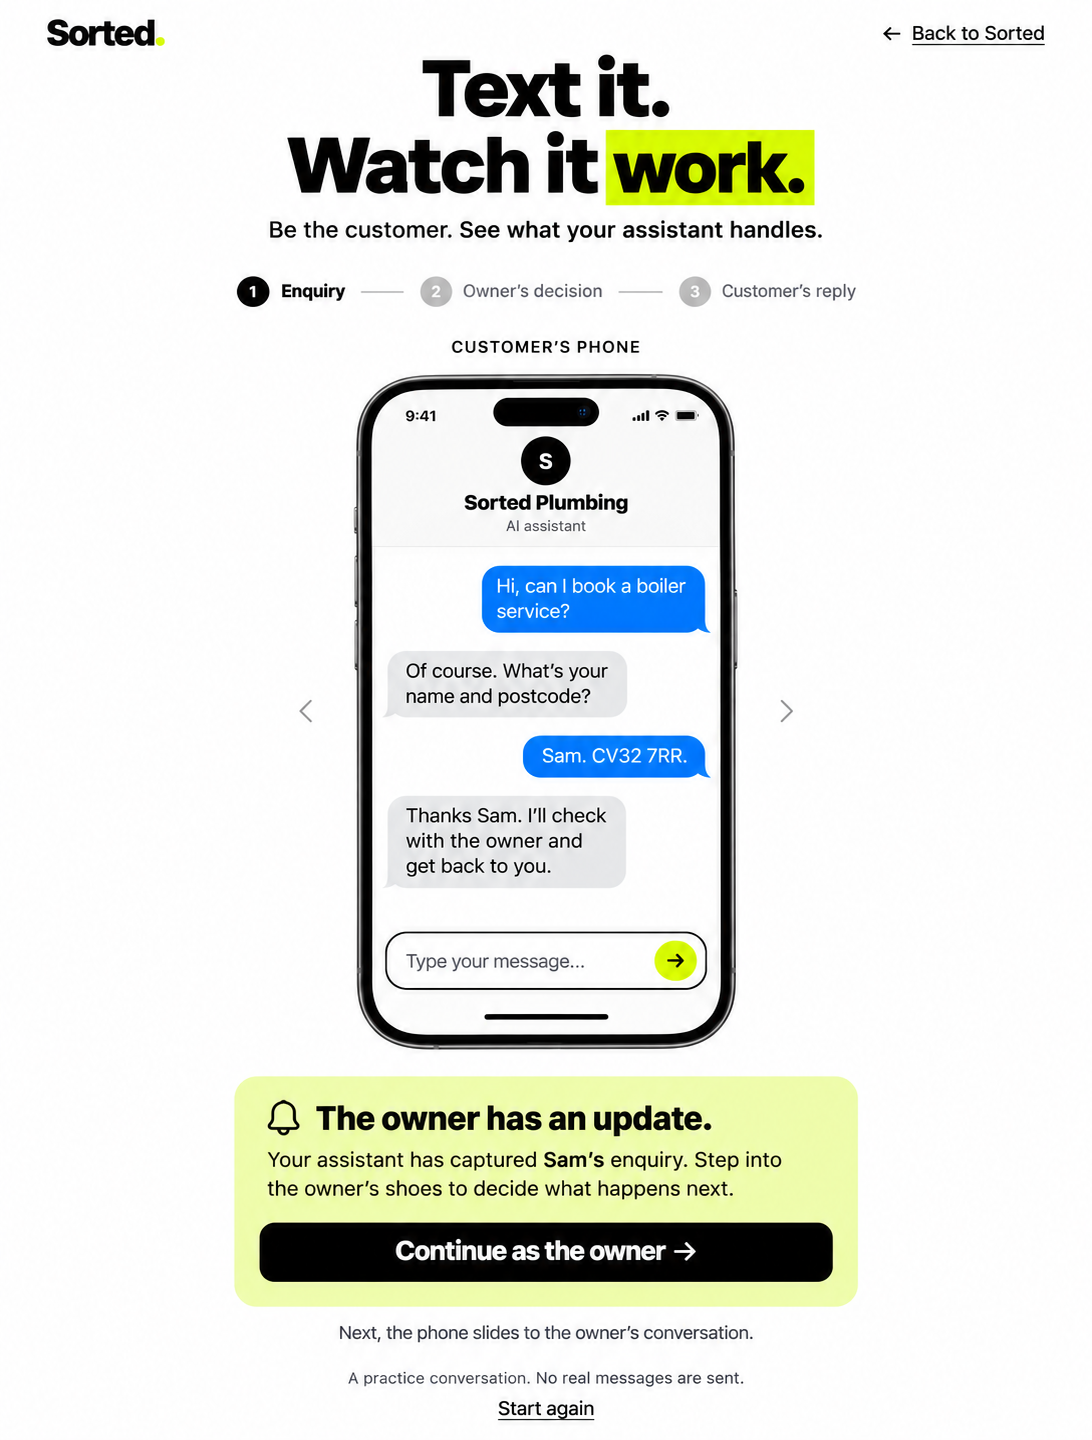 Sorted.
← Back to Sorted
Text it.
Watch it work.
Be the customer. See what your assistant handles.
1 Enquiry
2 Owner’s decision
3 Customer’s reply
CUSTOMER’S PHONE
9:41
S
Sorted Plumbing
AI assistant
Hi, can I book a boiler
service?
Of course. What’s your
name and postcode?
Sam. CV32 7RR.
Thanks Sam. I’ll check
with the owner and
get back to you.
Type your message...
The owner has an update.
Your assistant has captured Sam’s enquiry. Step into
the owner’s shoes to decide what happens next.
Continue as the owner →
Next, the phone slides to the owner’s conversation.
A practice conversation. No real messages are sent.
Start again